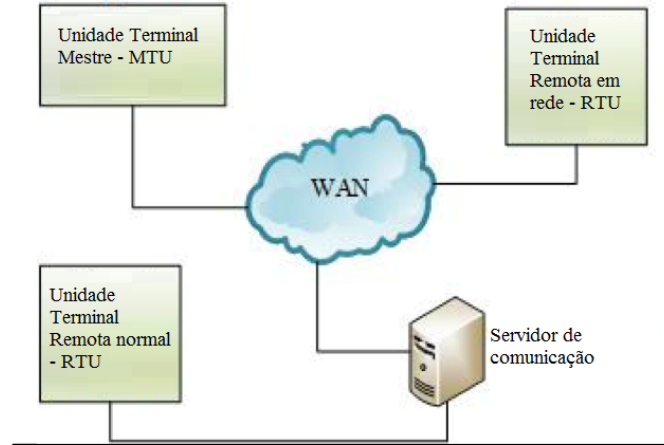 Unidade Terminal
Mestre - MTU
Unidade
Terminal
Remota em
rede - RTU
WAN
Unidade
Terminal
Remota normal
- RTU
Servidor de
comunicação